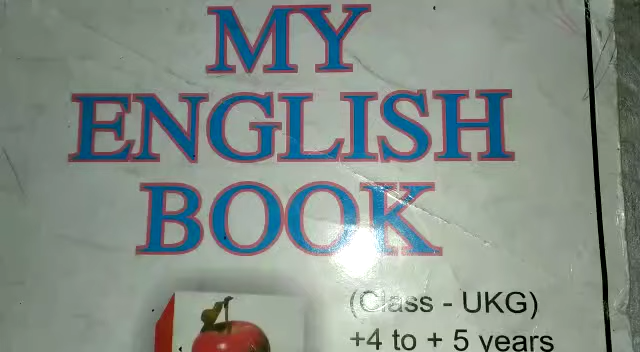 MY
ENGLISH
BOOK
(Class - UKG)
+4 to + 5 years